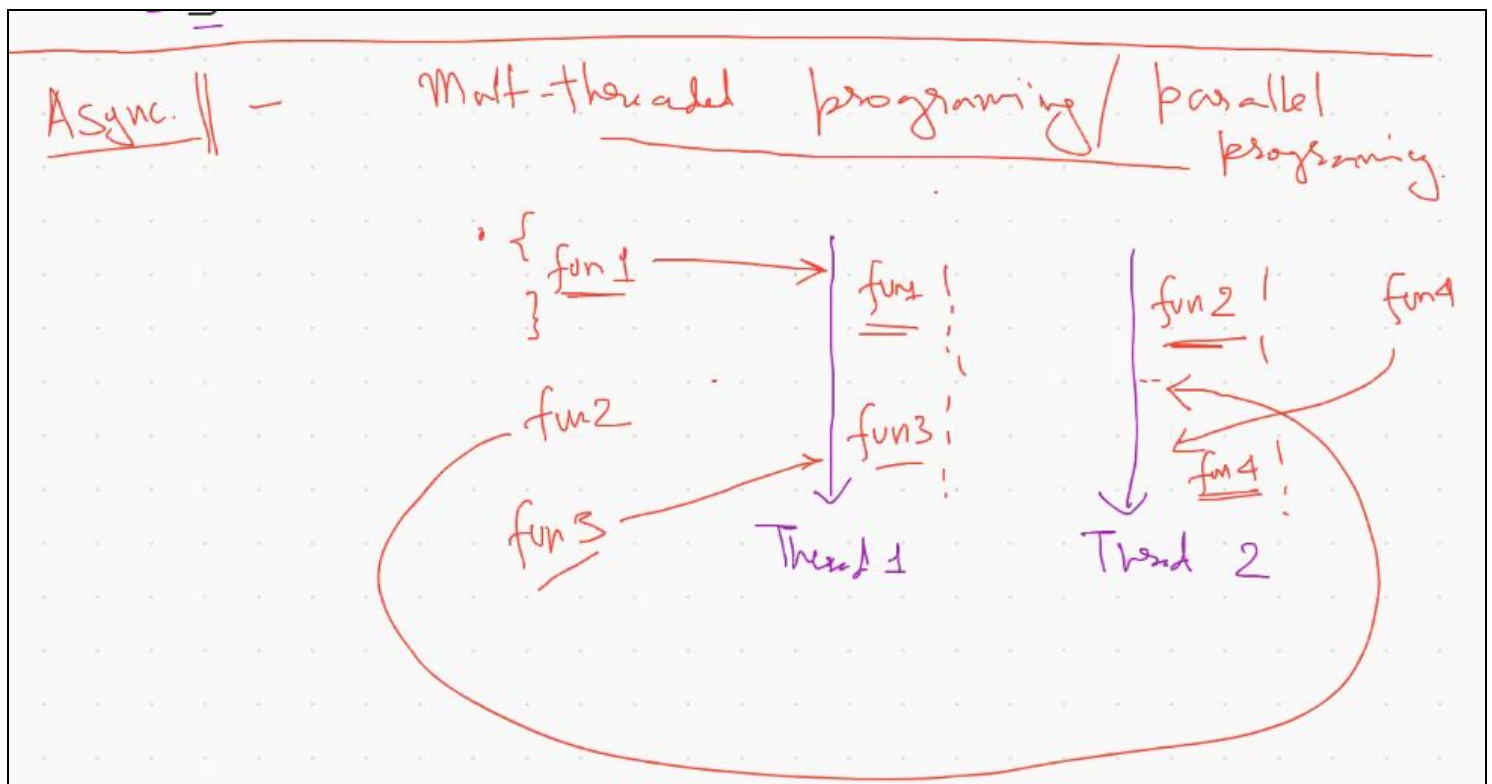 Async. - Mult-threaded programing / parallel
programing.
{ fun1
}
fun1
fun2
fun4
fun2
fun3
fun4
fun3
Thread 1
Thread 2